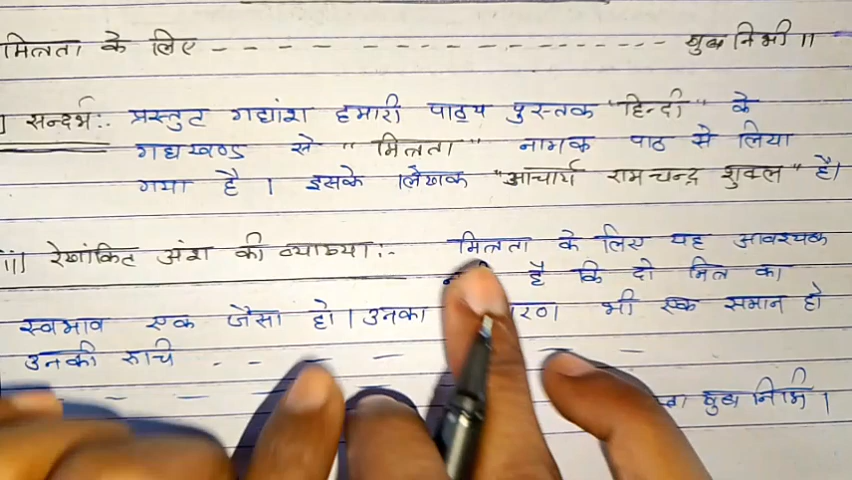 मित्रता के लिए - - - - - - - - - - - - - - - - - - - - खुब निभी॥
सन्दर्भ:- प्रस्तुत गद्यांश हमारी पाठ्य पुस्तक "हिन्दी" के
गद्यखण्ड से "मित्रता" नामक पाठ से लिया
गया है। इसके लेखक "आचार्य रामचन्द्र शुक्ल" है।
ii) रेखांकित अंश की व्याख्या:- मित्रता के लिए यह आवश्यक
है कि दो मित्र का
स्वभाव एक जैसा हो। उनका भी एक समान हो
उनकी रूचि - - - -
खुब निभि।